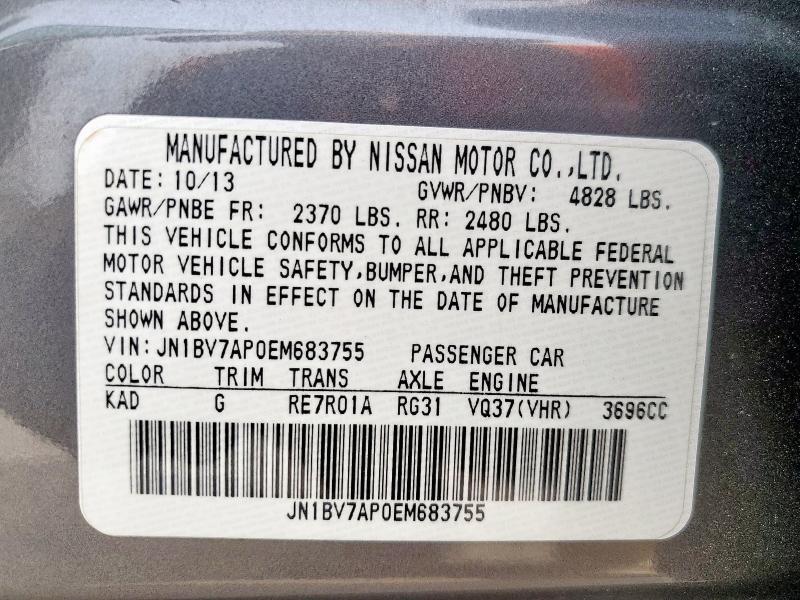 MANUFACTURED BY NISSAN MOTOR CO.,LTD.
DATE: 10/13 GVWR/PNBV: 4828 LBS.
GAWR/PNBE FR: 2370 LBS. RR: 2480 LBS.
THIS VEHICLE CONFORMS TO ALL APPLICABLE FEDERAL
MOTOR VEHICLE SAFETY,BUMPER,AND THEFT PREVENTION
STANDARDS IN EFFECT ON THE DATE OF MANUFACTURE
SHOWN ABOVE.
VIN: JN1BV7AP0EM683755 PASSENGER CAR
COLOR TRIM TRANS AXLE ENGINE
KAD G RE7R01A RG31 VQ37(VHR) 3696CC
JN1BV7AP0EM683755